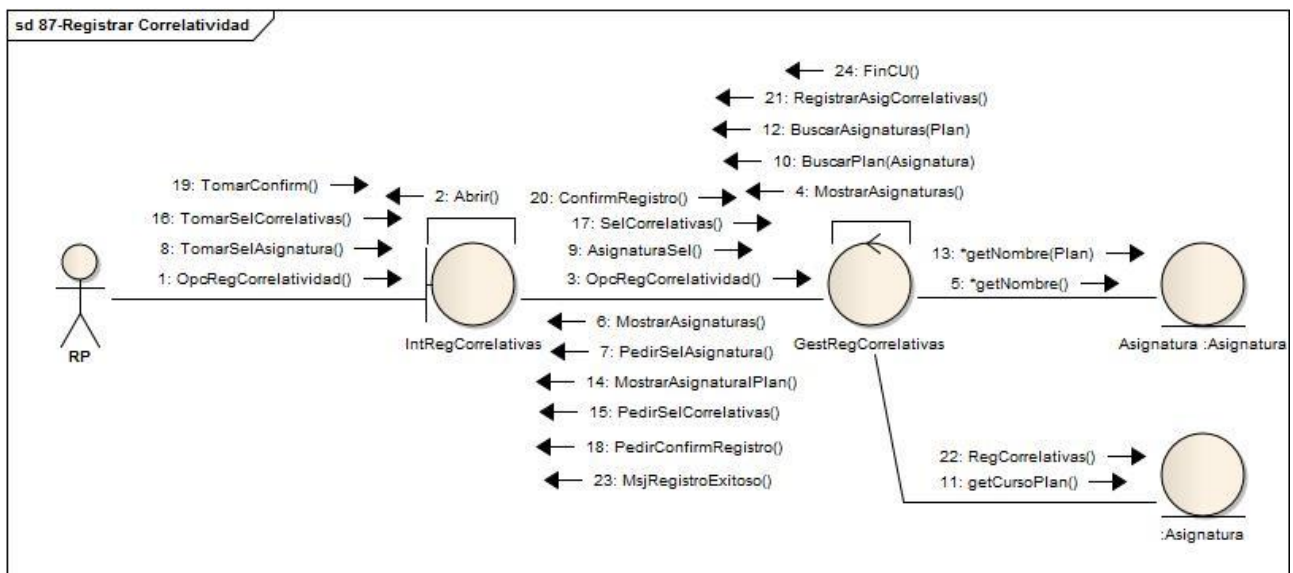 sd 87-Registrar Correlatividad
24: FinCU()
21: RegistrarAsigCorrelativas()
12: BuscarAsignaturas(Plan)
10: BuscarPlan(Asignatura)
4: MostrarAsignaturas()
19: TomarConfirm()
2: Abrir()
20: ConfirmRegistro()
16: TomarSelCorrelativas()
17: SelCorrelativas()
8: TomarSelAsignatura()
9: AsignaturaSel()
1: OpcRegCorrelatividad()
3: OpcRegCorrelatividad()
13: *getNombre(Plan)
5: *getNombre()
RP
IntRegCorrelativas
GestRegCorrelativas
Asignatura :Asignatura
6: MostrarAsignaturas()
7: PedirSelAsignatura()
14: MostrarAsignaturalPlan()
15: PedirSelCorrelativas()
18: PedirConfirmRegistro()
23: MsjRegistroExitoso()
22: RegCorrelativas()
11: getCursoPlan()
:Asignatura